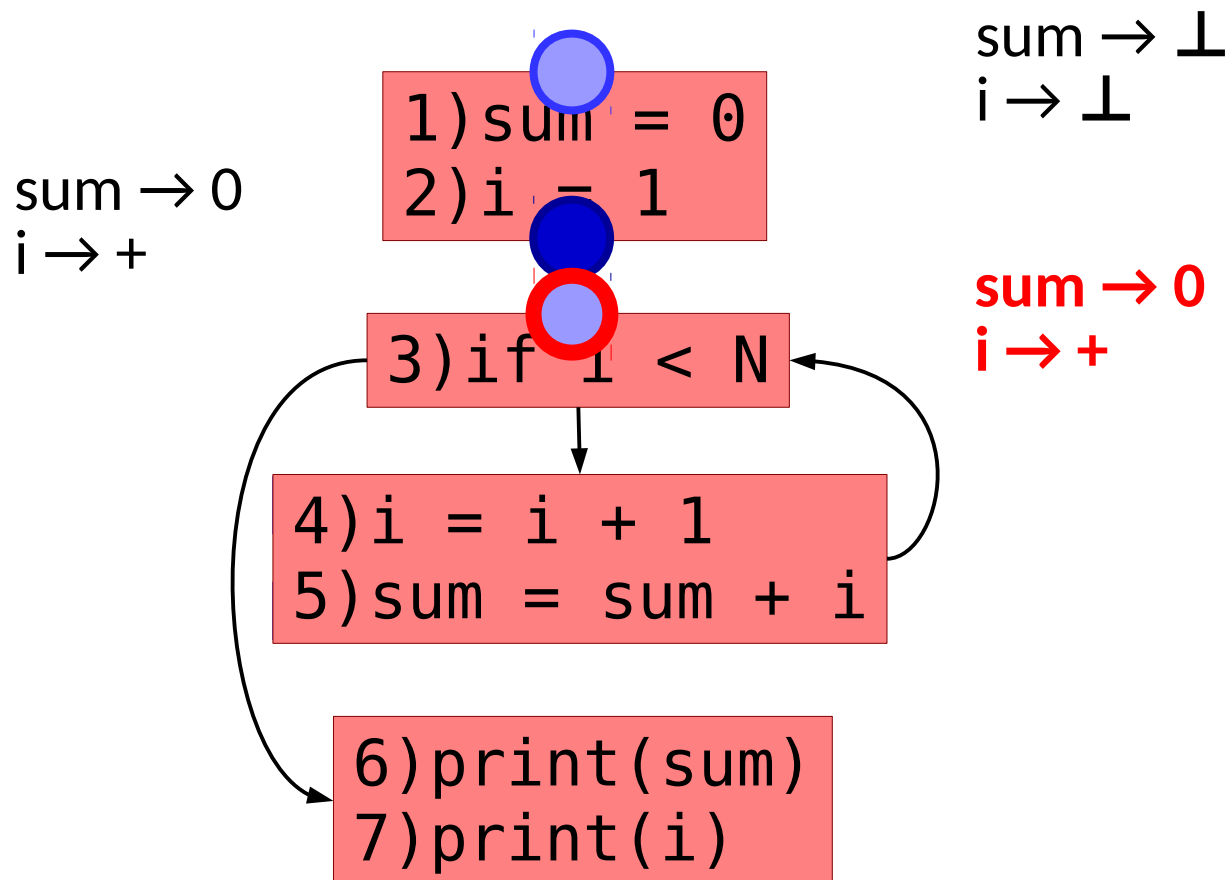 sum → ⊥
i → ⊥
1)sum = 0
2)i = 1
sum → 0
i → +
sum → 0
i → +
3)if i < N
4)i = i + 1
5)sum = sum + i
6)print(sum)
7)print(i)